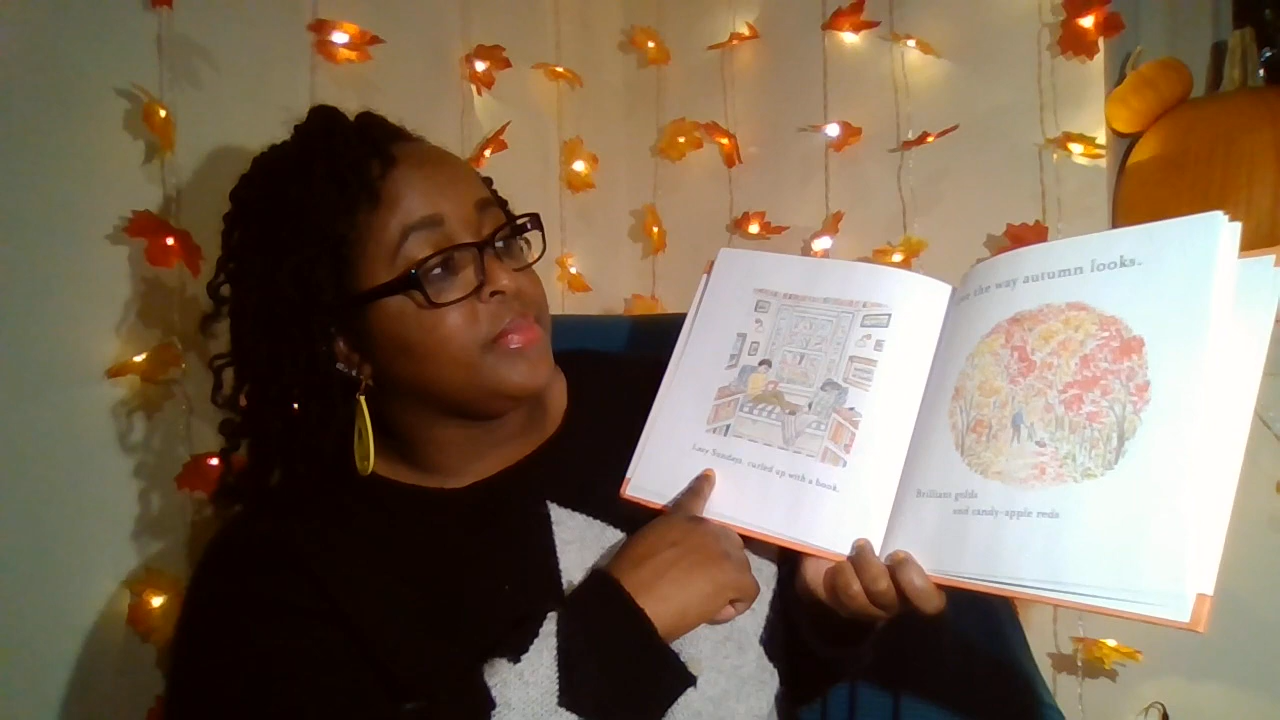 Lazy Sundays, curled up with a book.
the way autumn looks.
Brilliant golds
and candy-apple reds